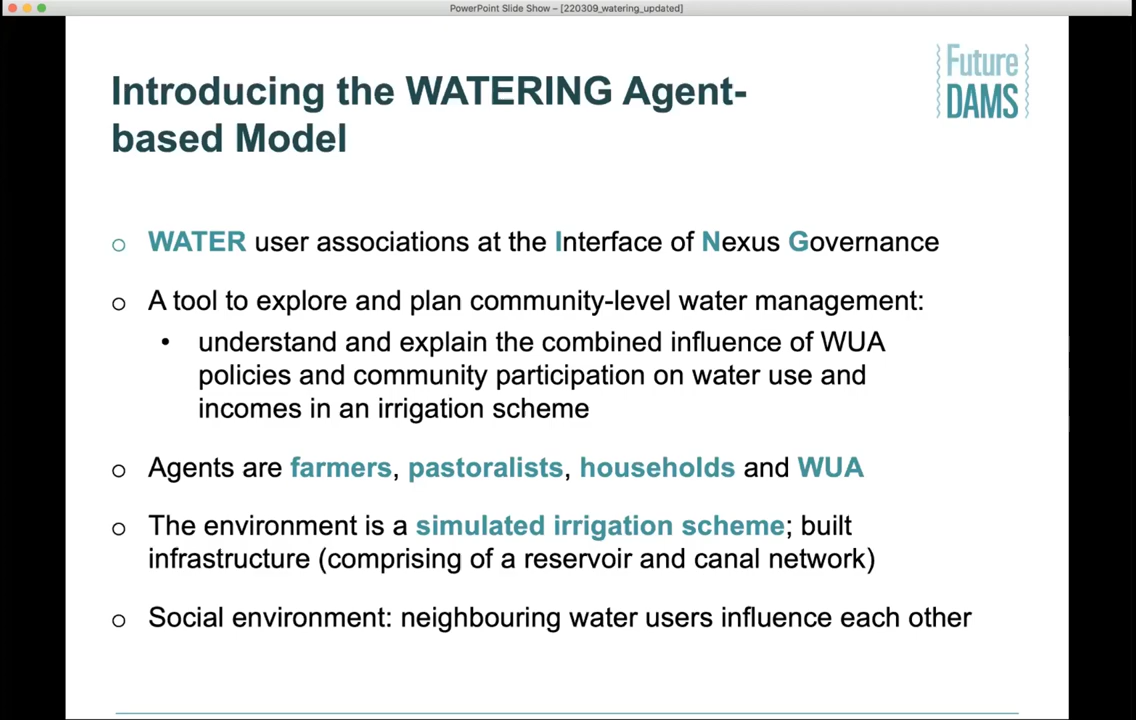 PowerPoint Slide Show – [220309_watering_updated]
Future
DAMS
Introducing the WATERING Agent-
based Model
WATER user associations at the Interface of Nexus Governance
A tool to explore and plan community-level water management:
understand and explain the combined influence of WUA
policies and community participation on water use and
incomes in an irrigation scheme
Agents are farmers, pastoralists, households and WUA
The environment is a simulated irrigation scheme; built
infrastructure (comprising of a reservoir and canal network)
Social environment: neighbouring water users influence each other